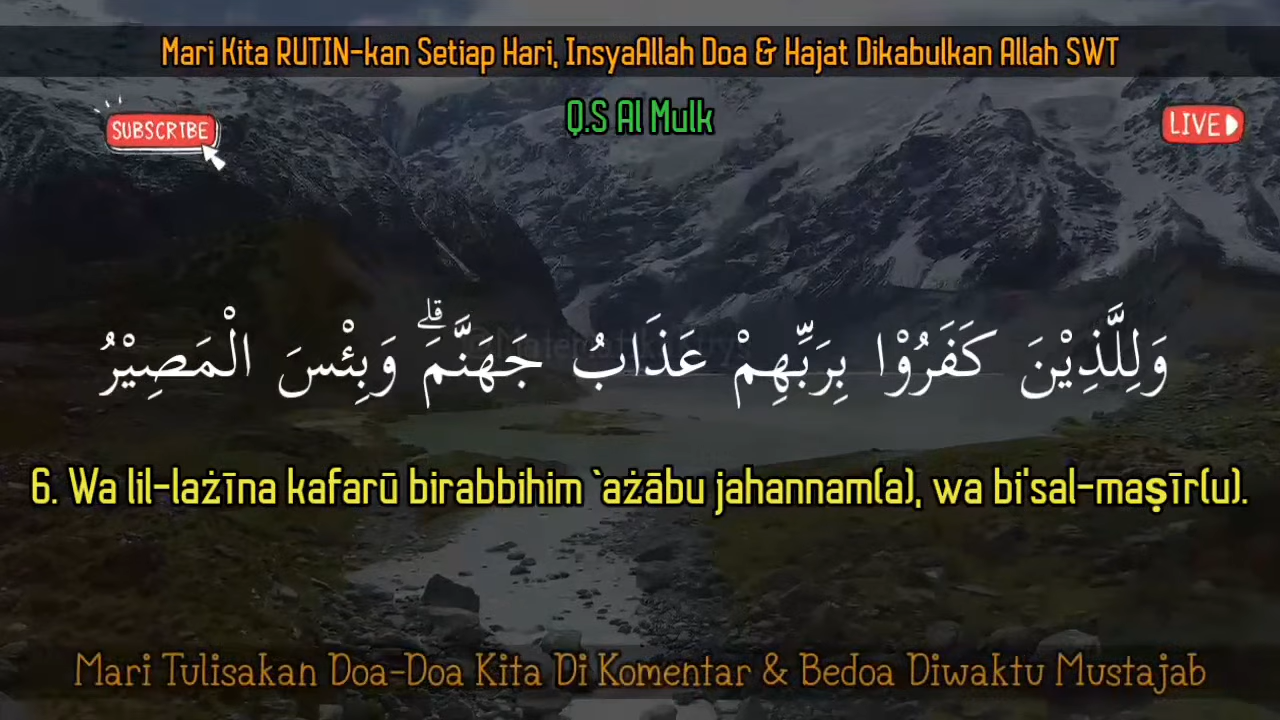 Mari Kita RUTIN-kan Setiap Hari, InsyaAllah Doa & Hajat Dikabulkan Allah SWT
SUBSCRIBE
Q.S Al Mulk
LIVE
وَلِلَّذِيْنَ كَفَرُوْا بِرَبِّهِمْ عَذَابُ جَهَنَّمَۗ وَبِئْسَ الْمَصِيْرُ
6. Wa lil-lażīna kafarū birabbihim `ażābu jahannam(a), wa bi'sal-maṣīr(u).
Mari Tulisakan Doa-Doa Kita Di Komentar & Bedoa Diwaktu Mustajab